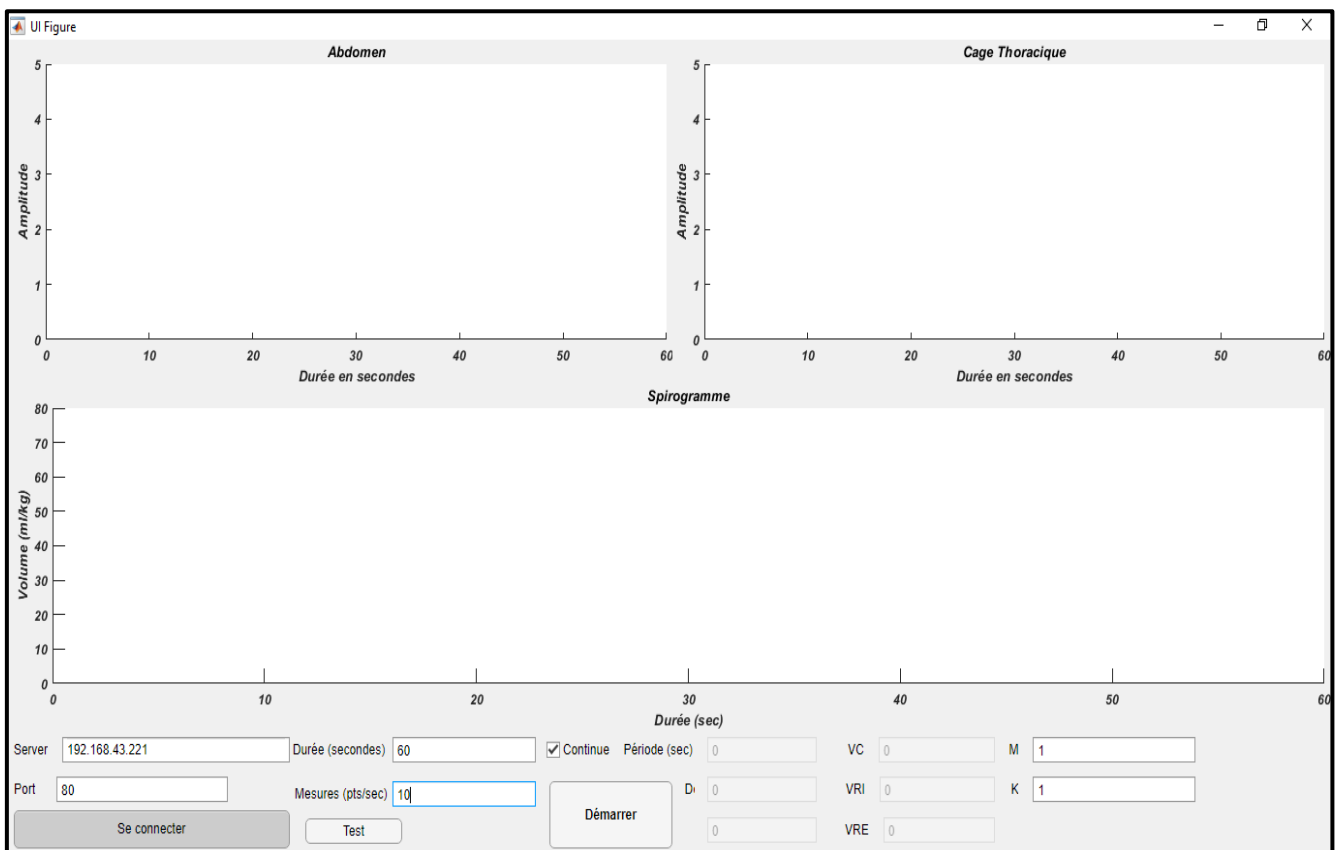 UI Figure
Abdomen
5
4
3
2
1
0
Amplitude
0 10 20 30 40 50 60
Durée en secondes
Cage Thoracique
5
4
3
2
1
0
Amplitude
0 10 20 30 40 50 60
Durée en secondes
Spirogramme
80
70
60
50
40
30
20
10
0
Volume (ml/kg)
0 10 20 30 40 50 60
Durée (sec)
Server 192.168.43.221 Durée (secondes) 60 Continue Période (sec) 0 VC 0 M 1
Port 80 Mesures (pts/sec) 10 Démarrer 0 VRI 0 K 1
Se connecter Test 0 VRE 0